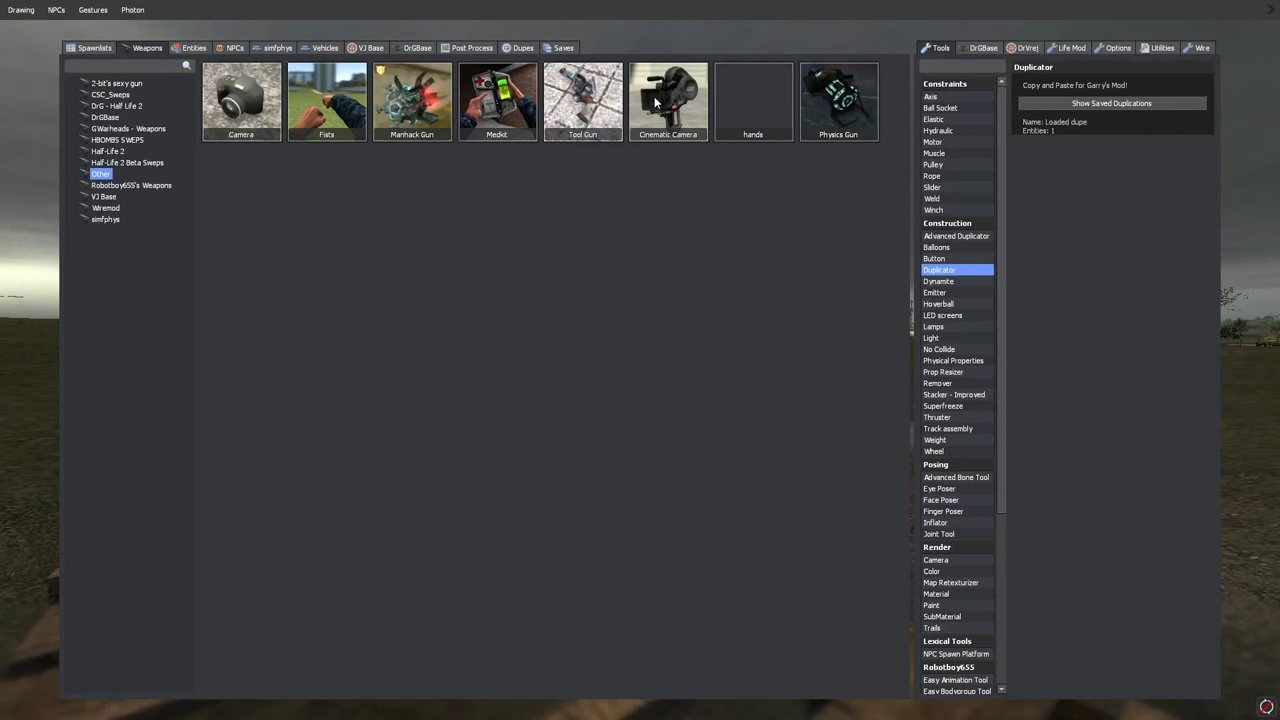 Drawing NPCs Gestures Photon
Spawnlists Weapons Entities NPCs simfphys Vehicles VJ Base DrGBase Post Process Dupes Saves
2-bit's sexy gun
CSC_Sweps
DrG - Half Life 2
DrGBase
GWarheads - Weapons
HBOMBS SWEPS
Half-Life 2
Half-Life 2 Beta Sweps
Other
Robotboy655's Weapons
VJ Base
Wiremod
simfphys
Camera Fists Manhack Gun Medkit Tool Gun Cinematic Camera hands Physics Gun
Tools DrGBase DrVrej Life Mod Options Utilities Wire
Constraints
Axis
Ball Socket
Elastic
Hydraulic
Motor
Muscle
Pulley
Rope
Slider
Weld
Winch
Construction
Advanced Duplicator
Balloons
Button
Duplicator
Dynamite
Emitter
Hoverball
LED screens
Lamps
Light
No Collide
Physical Properties
Prop Resizer
Remover
Stacker - Improved
Superfreeze
Thruster
Track assembly
Weight
Wheel
Posing
Advanced Bone Tool
Eye Poser
Face Poser
Finger Poser
Inflator
Joint Tool
Render
Camera
Color
Map Retexturizer
Material
Paint
SubMaterial
Trails
Lexical Tools
NPC Spawn Platform
Robotboy655
Easy Animation Tool
Easy Bodygroup Tool
Duplicator
Copy and Paste for Garry's Mod!
Show Saved Duplications
Name: Loaded dupe
Entities: 1